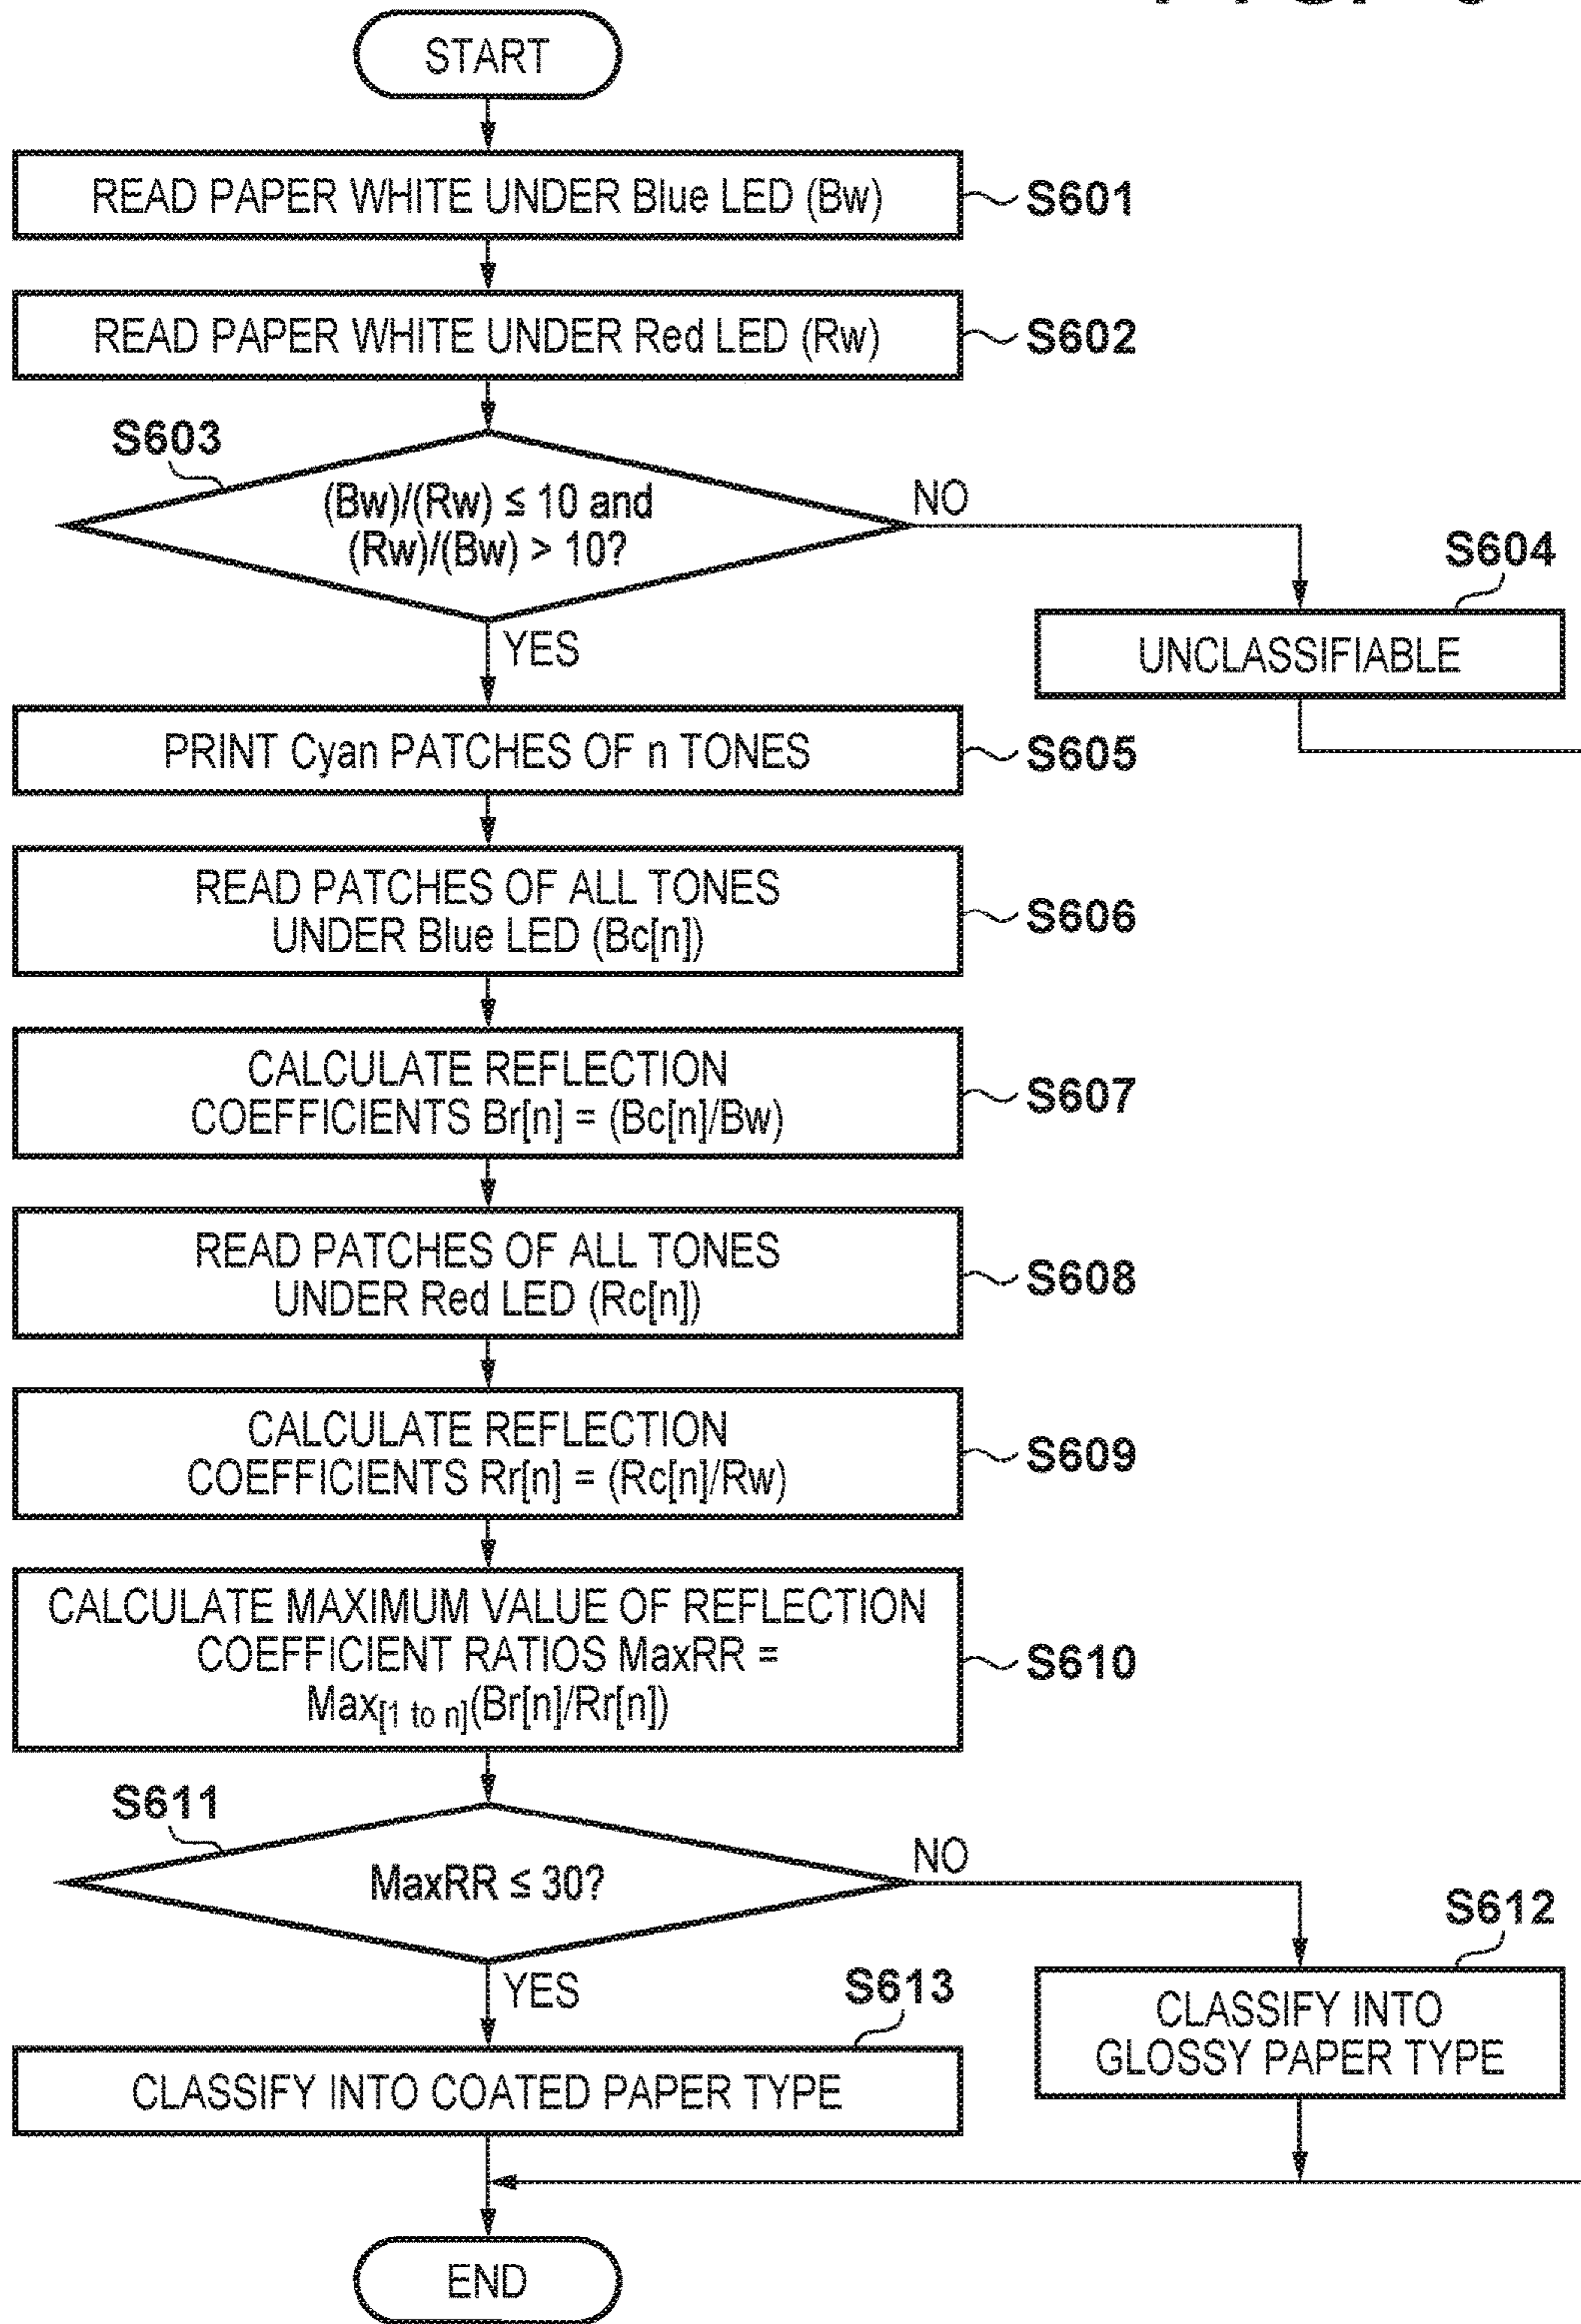 START
READ PAPER WHITE UNDER Blue LED (Bw)
S601
READ PAPER WHITE UNDER Red LED (Rw)
S602
S603
(Bw)/(Rw) ≦ 10 and
(Rw)/(Bw) > 10?
NO
YES
S604
UNCLASSIFIABLE
PRINT Cyan PATCHES OF n TONES
S605
READ PATCHES OF ALL TONES
UNDER Blue LED (Bc[n])
S606
CALCULATE REFLECTION
COEFFICIENTS Br[n] = (Bc[n]/Bw)
S607
READ PATCHES OF ALL TONES
UNDER Red LED (Rc[n])
S608
CALCULATE REFLECTION
COEFFICIENTS Rr[n] = (Rc[n]/Rw)
S609
CALCULATE MAXIMUM VALUE OF REFLECTION
COEFFICIENT RATIOS MaxRR =
Max[1 to n](Br[n]/Rr[n])
S610
S611
MaxRR ≦ 30?
NO
YES
S612
CLASSIFY INTO
GLOSSY PAPER TYPE
S613
CLASSIFY INTO COATED PAPER TYPE
END